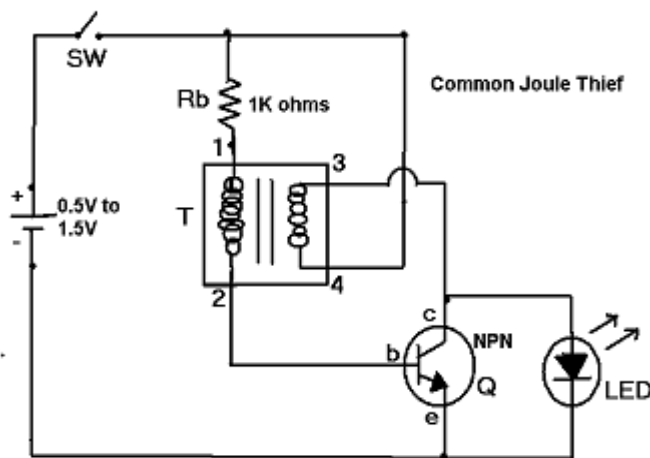 SW
Common Joule Thief
Rb
1K ohms
1
3
+
0.5V to
1.5V
-
T
2
4
c
NPN
b
Q
e
LED